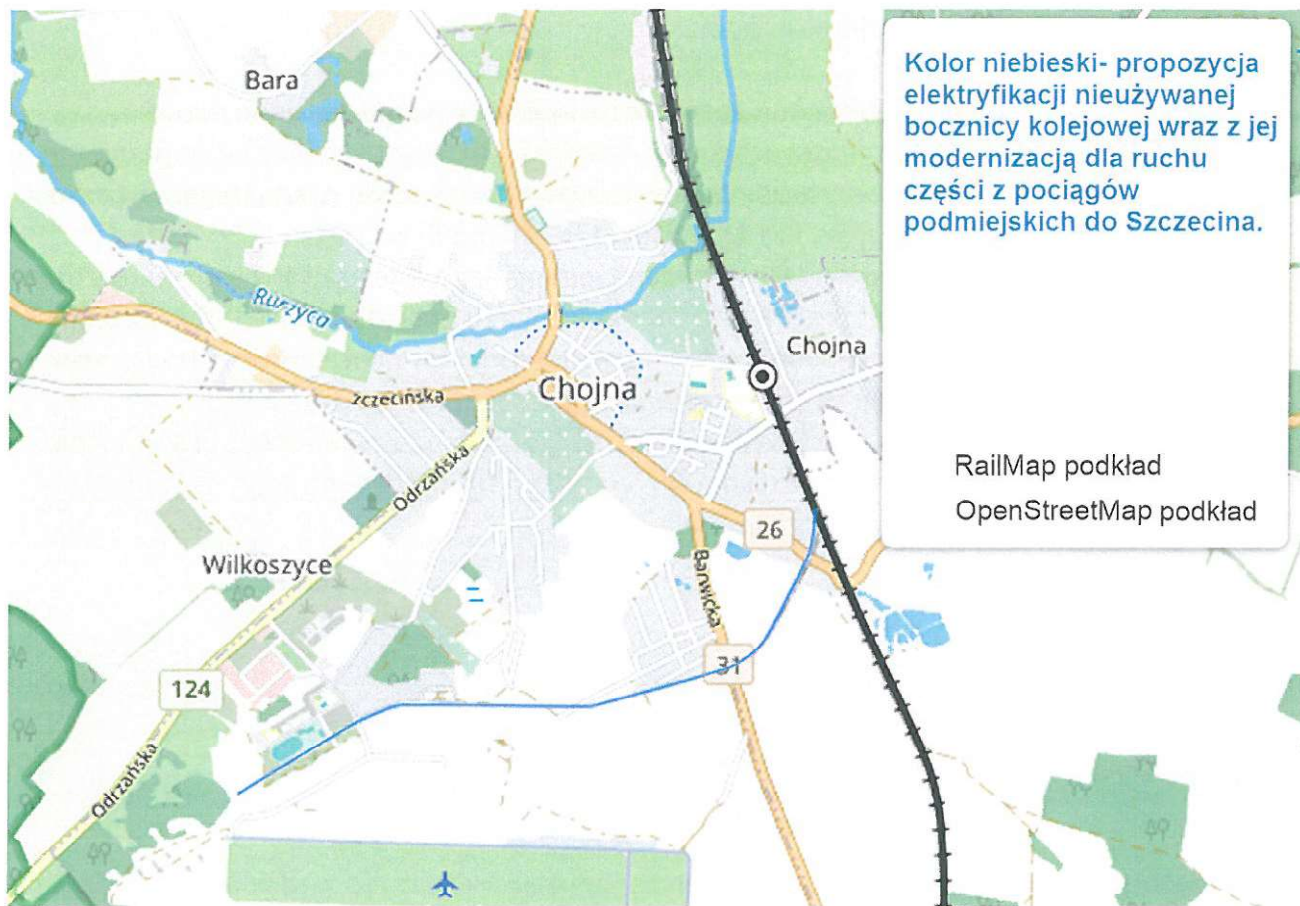 Bara
Kolor niebieski- propozycja
elektryfikacji nieużywanej
bocznicy kolejowej wraz z jej
modernizacją dla ruchu
części z pociągów
podmiejskich do Szczecina.
Rurzyca
Chojna
Chojna
zczecińska
RailMap podkład
OpenStreetMap podkład
Odrzańska
26
Wilkoszyce
Barwicka
31
124
Odrzańska